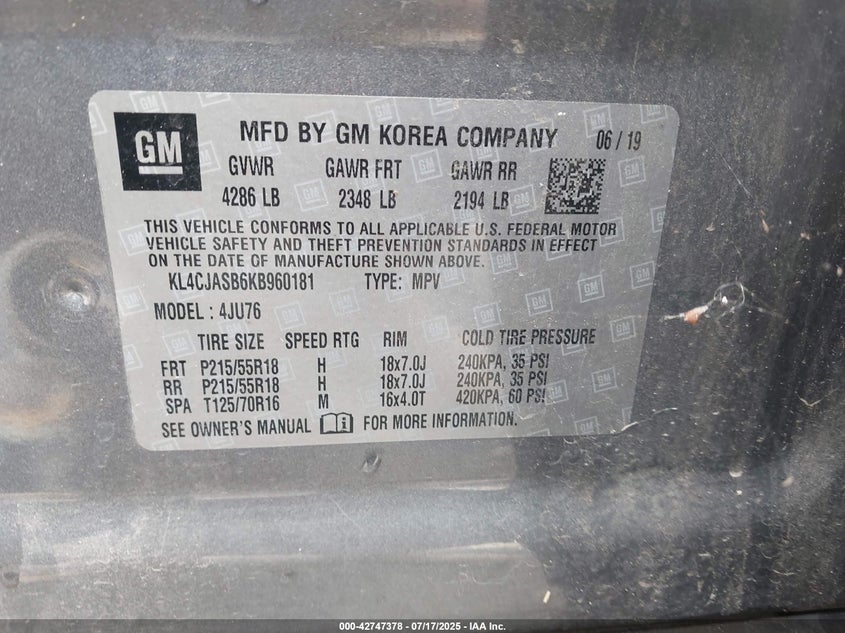 GM
MFD BY GM KOREA COMPANY 06/19
GVWR GAWR FRT GAWR RR
4286 LB 2348 LB 2194 LB
THIS VEHICLE CONFORMS TO ALL APPLICABLE U.S. FEDERAL MOTOR
VEHICLE SAFETY AND THEFT PREVENTION STANDARDS IN EFFECT
ON THE DATE OF MANUFACTURE SHOWN ABOVE.
KL4CJASB6KB960181 TYPE: MPV
MODEL : 4JU76
TIRE SIZE SPEED RTG RIM COLD TIRE PRESSURE
FRT P215/55R18 H 18x7.0J 240KPA, 35 PSI
RR P215/55R18 H 18x7.0J 240KPA, 35 PSI
SPA T125/70R16 M 16x4.0T 420KPA, 60 PSI
SEE OWNER'S MANUAL FOR MORE INFORMATION.
000-42747378 - 07/17/2025 - IAA Inc.